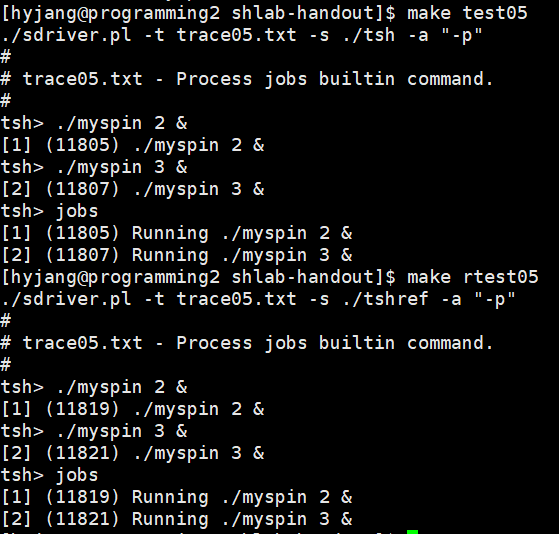 [hyjang@programming2 shlab-handout]$ make test05
./sdriver.pl -t trace05.txt -s ./tsh -a "-p"
#
# trace05.txt - Process jobs builtin command.
#
tsh> ./myspin 2 &
[1] (11805) ./myspin 2 &
tsh> ./myspin 3 &
[2] (11807) ./myspin 3 &
tsh> jobs
[1] (11805) Running ./myspin 2 &
[2] (11807) Running ./myspin 3 &
[hyjang@programming2 shlab-handout]$ make rtest05
./sdriver.pl -t trace05.txt -s ./tshref -a "-p"
#
# trace05.txt - Process jobs builtin command.
#
tsh> ./myspin 2 &
[1] (11819) ./myspin 2 &
tsh> ./myspin 3 &
[2] (11821) ./myspin 3 &
tsh> jobs
[1] (11819) Running ./myspin 2 &
[2] (11821) Running ./myspin 3 &